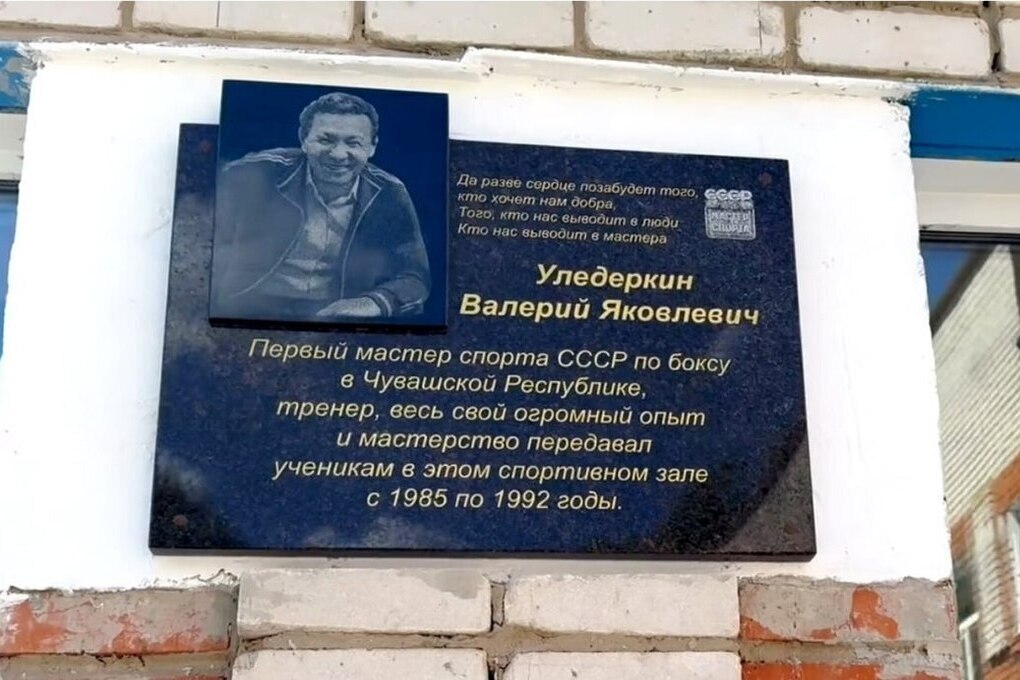 Да разве сердце позабудет того,
кто хочет нам добра,
Того, кто нас выводит в люди
Кто нас выводит в мастера
СССР
МАСТЕР
СПОРТА
Уледеркин
Валерий Яковлевич
Первый мастер спорта СССР по боксу
в Чувашской Республике,
тренер, весь свой огромный опыт
и мастерство передавал
ученикам в этом спортивном зале
с 1985 по 1992 годы.